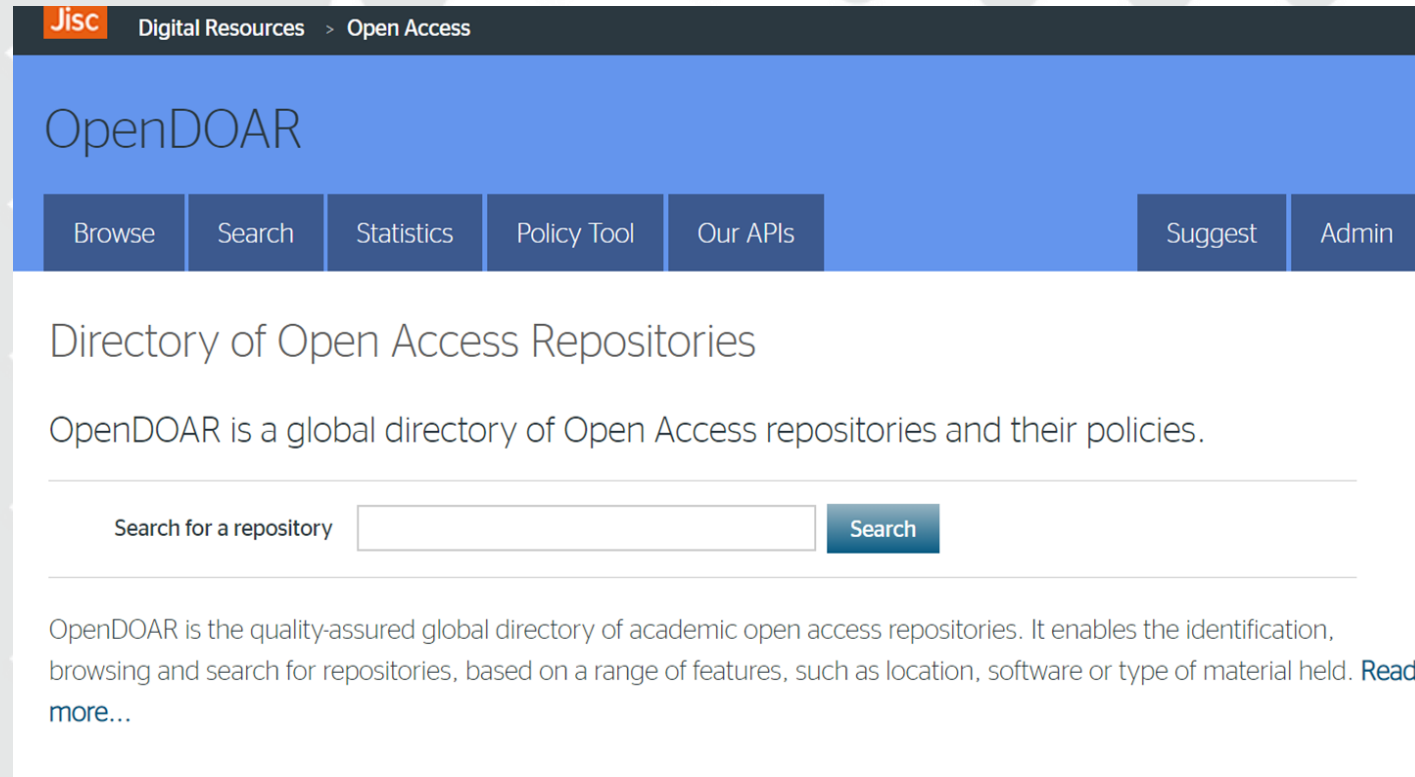 Jisc Digital Resources > Open Access
OpenDOAR
Browse Search Statistics Policy Tool Our APIs Suggest Admin
Directory of Open Access Repositories
OpenDOAR is a global directory of Open Access repositories and their policies.
Search for a repository Search
OpenDOAR is the quality-assured global directory of academic open access repositories. It enables the identification,
browsing and search for repositories, based on a range of features, such as location, software or type of material held. Read
more...